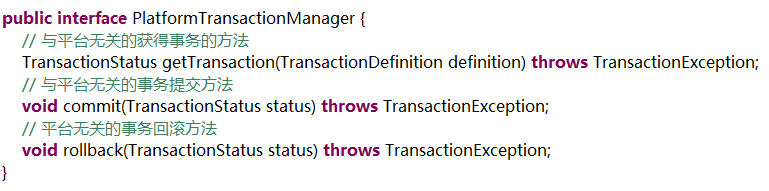 public interface PlatformTransactionManager {
// 与平台无关的获得事务的方法
TransactionStatus getTransaction(TransactionDefinition definition) throws TransactionException;
// 与平台无关的事务提交方法
void commit(TransactionStatus status) throws TransactionException;
// 平台无关的事务回滚方法
void rollback(TransactionStatus status) throws TransactionException;
}